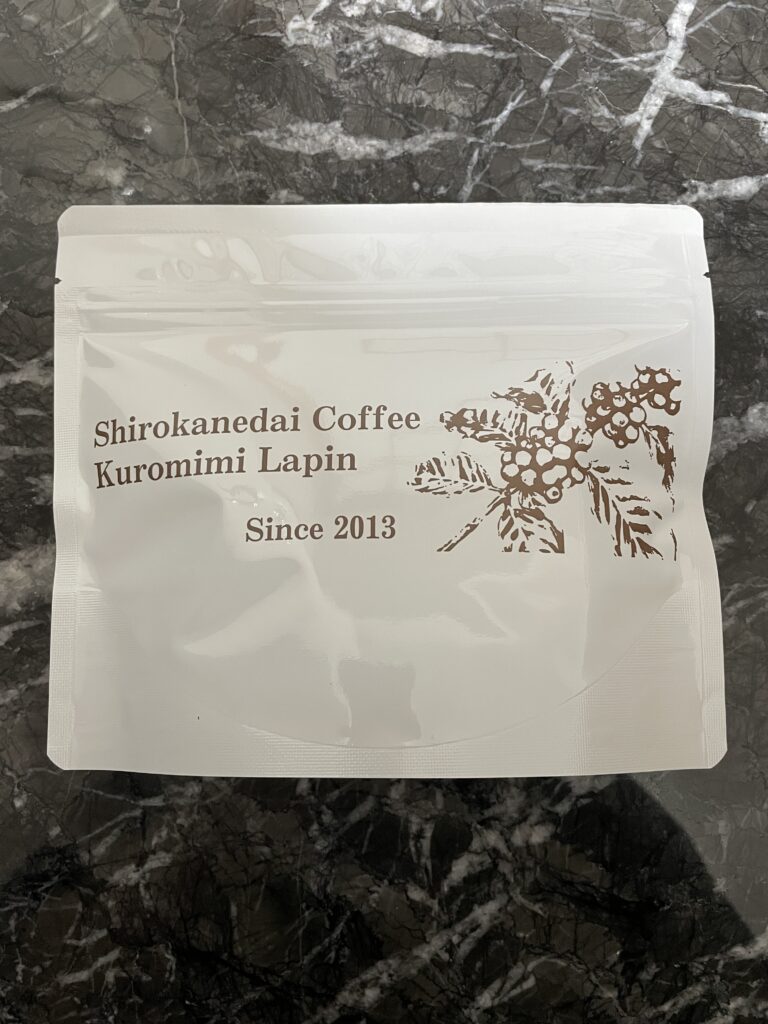 Shirokanedai Coffee
Kuromimi Lapin
Since 2013